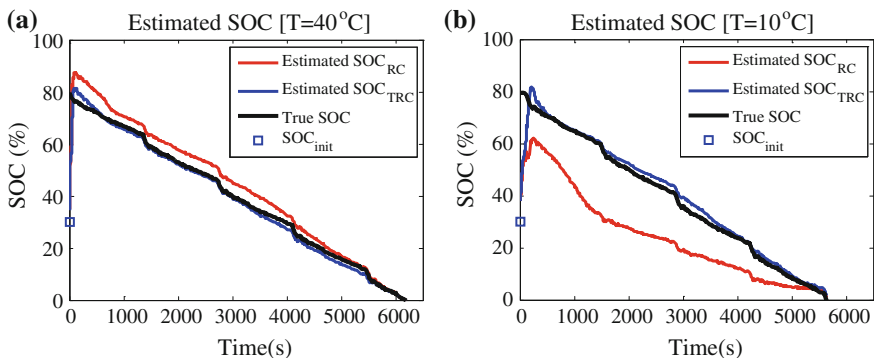 (a) Estimated SOC [T=40°C]
100
80
60
40
20
0
SOC (%)
Estimated SOC_RC
Estimated SOC_TRC
True SOC
SOC_init
0 1000 2000 3000 4000 5000 6000
Time(s)
(b) Estimated SOC [T=10°C]
100
80
60
40
20
0
SOC (%)
Estimated SOC_RC
Estimated SOC_TRC
True SOC
SOC_init
0 1000 2000 3000 4000 5000 6000
Time(s)